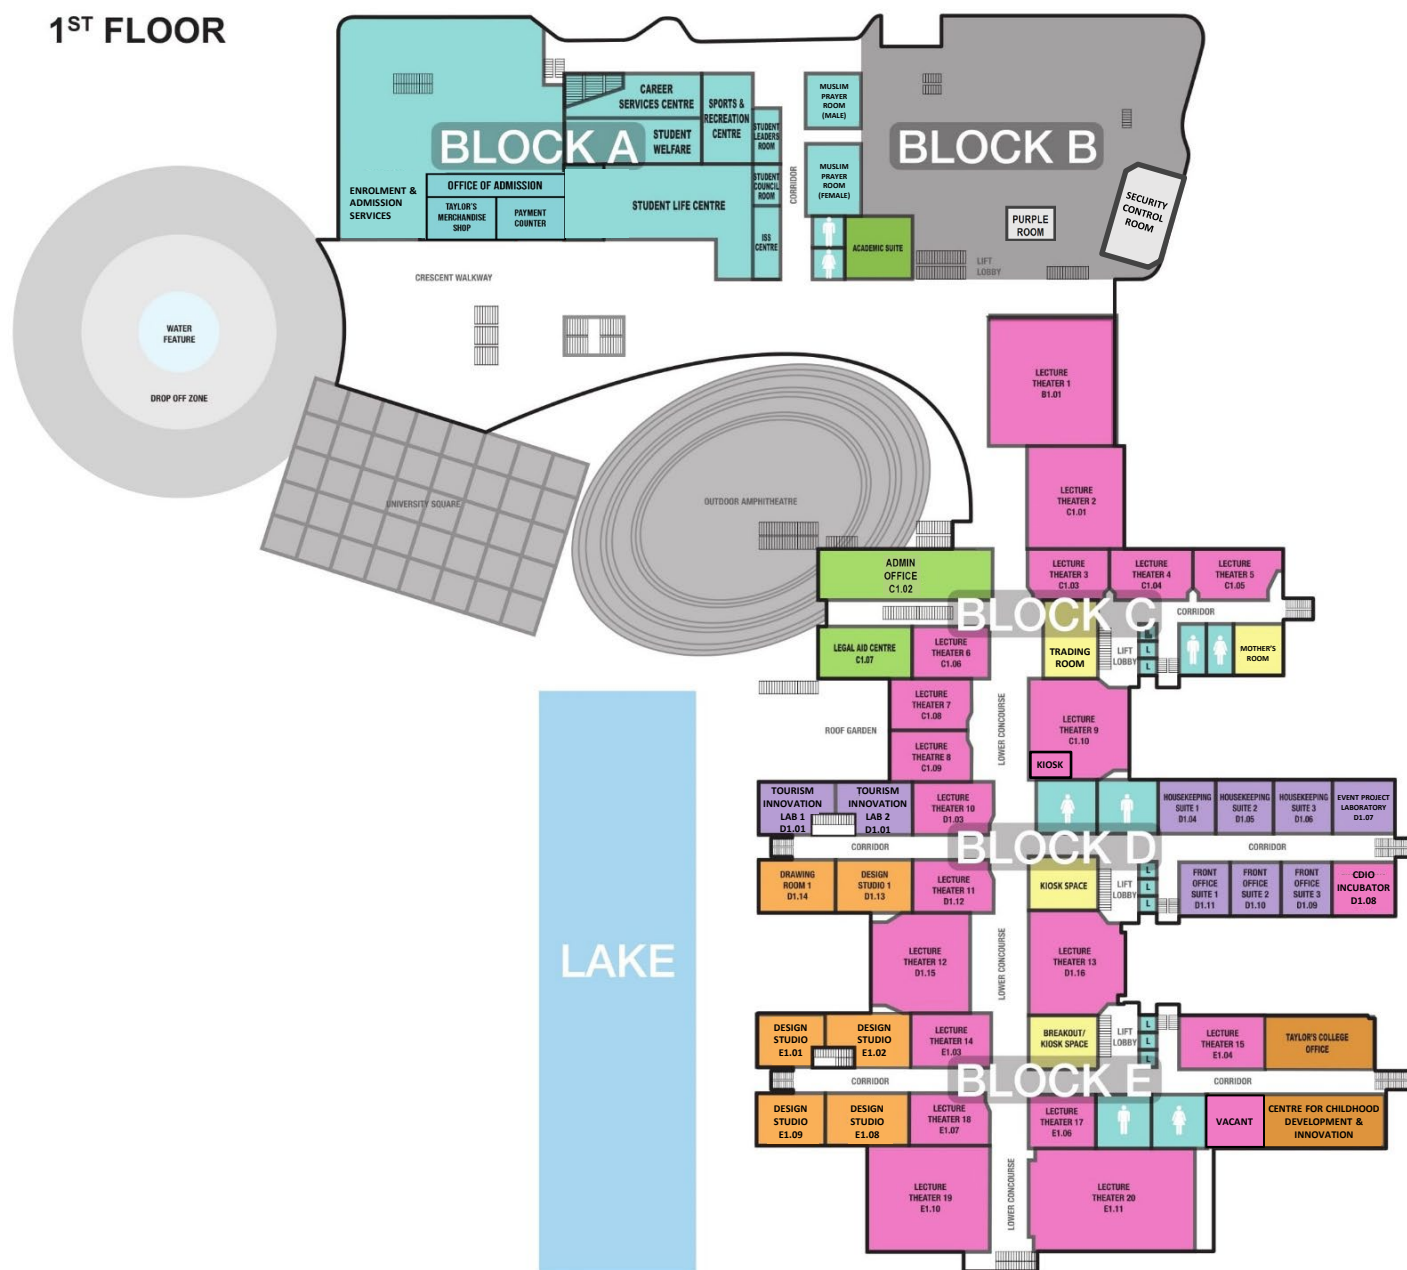 1ST FLOOR
CAREER
SERVICES CENTRE
SPORTS &
RECREATION
CENTRE
STUDENT
WELFARE
STUDENT
LEADERS
ROOM
MUSLIM
PRAYER
ROOM
(MALE)
BLOCK A
BLOCK B
ENROLMENT &
ADMISSION
SERVICES
OFFICE OF ADMISSION
TAYLOR'S
MERCHANDISE
SHOP
PAYMENT
COUNTER
STUDENT LIFE CENTRE
STUDENT
COUNCIL
ROOM
ISS
CENTRE
CORRIDOR
MUSLIM
PRAYER
ROOM
(FEMALE)
ACADEMIC SUITE
PURPLE
ROOM
SECURITY
CONTROL
ROOM
LIFT
LOBBY
CRESCENT WALKWAY
WATER
FEATURE
DROP OFF ZONE
UNIVERSITY SQUARE
OUTDOOR AMPHITHEATRE
LECTURE
THEATER 1
B1.01
LECTURE
THEATER 2
C1.01
ADMIN
OFFICE
C1.02
LECTURE
THEATER 3
C1.03
LECTURE
THEATER 4
C1.04
LECTURE
THEATER 5
C1.05
BLOCK C
CORRIDOR
LEGAL AID CENTRE
C1.07
LECTURE
THEATER 6
C1.06
TRADING
ROOM
LIFT
LOBBY
L
L
L
MOTHER'S
ROOM
LECTURE
THEATER 7
C1.08
ROOF GARDEN
LECTURE
THEATRE 8
C1.09
LOWER CONCOURSE
LECTURE
THEATER 9
C1.10
KIOSK
TOURISM
INNOVATION
LAB 1
D1.01
TOURISM
INNOVATION
LAB 2
D1.01
LECTURE
THEATER 10
D1.03
HOUSEKEEPING
SUITE 1
D1.04
HOUSEKEEPING
SUITE 2
D1.05
HOUSEKEEPING
SUITE 3
D1.06
EVENT PROJECT
LABORATORY
D1.07
CORRIDOR
BLOCK D
CORRIDOR
DRAWING
ROOM 1
D1.14
DESIGN
STUDIO 1
D1.13
LECTURE
THEATER 11
D1.12
KIOSK SPACE
LIFT
LOBBY
L
L
L
FRONT
OFFICE
SUITE 1
D1.11
FRONT
OFFICE
SUITE 2
D1.10
FRONT
OFFICE
SUITE 3
D1.09
CDIO
INCUBATOR
D1.08
LAKE
LECTURE
THEATER 12
D1.15
LOWER CONCOURSE
LECTURE
THEATER 13
D1.16
DESIGN
STUDIO
E1.01
DESIGN
STUDIO
E1.02
LECTURE
THEATER 14
E1.03
BREAKOUT/
KIOSK SPACE
LIFT
LOBBY
L
L
L
LECTURE
THEATER 15
E1.04
TAYLOR'S COLLEGE
OFFICE
CORRIDOR
BLOCK E
CORRIDOR
DESIGN
STUDIO
E1.09
DESIGN
STUDIO
E1.08
LECTURE
THEATER 18
E1.07
LECTURE
THEATER 17
E1.06
VACANT
CENTRE FOR CHILDHOOD
DEVELOPMENT &
INNOVATION
LECTURE
THEATER 19
E1.10
LOWER CONCOURSE
LECTURE
THEATER 20
E1.11